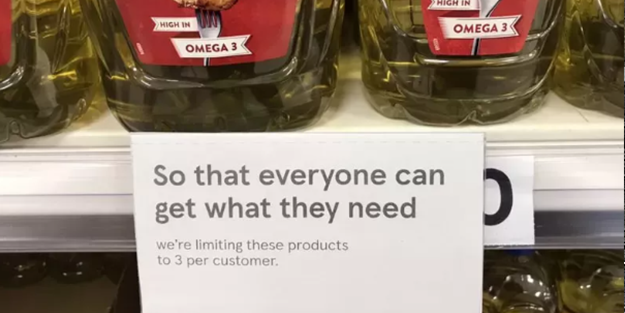 HIGH IN
OMEGA 3
HIGH IN
OMEGA 3
So that everyone can
get what they need
we're limiting these products
to 3 per customer.
0